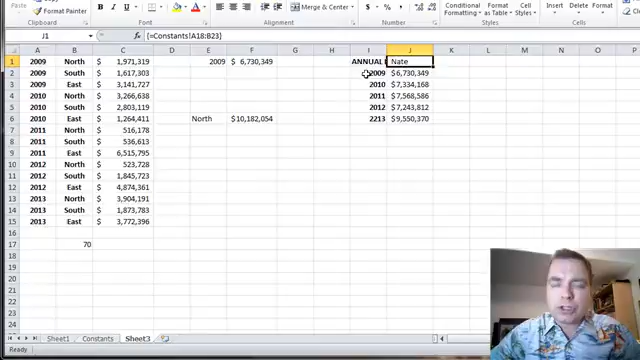 Format Painter
B I U
Merge & Center
$ % ,
Conditional Format Cell
Formatting as Table Styles
Insert Delete Format
Clipboard Font Alignment Number Styles Cells
J1 fx {=Constants!A18:B23}
A B C D E F G H I J K L M N
1 2009 North $ 1,971,319 2009 $ 6,730,349 ANNUAL Nate
2 2009 South $ 1,617,303 2009 $6,730,349
3 2009 East $ 3,141,727 2010 $7,334,168
4 2010 North $ 3,266,638 2011 $7,568,586
5 2010 South $ 2,803,119 2012 $7,243,812
6 2010 East $ 1,264,411 North $10,182,054 2213 $9,550,370
7 2011 North $ 516,178
8 2011 South $ 536,613
9 2011 East $ 6,515,795
10 2012 North $ 523,728
11 2012 South $ 1,845,723
12 2012 East $ 4,874,361
13 2013 North $ 3,904,191
14 2013 South $ 1,873,783
15 2013 East $ 3,772,396
16
17 70
18
19
20
21
22
23
24
Sheet1 Constants Sheet3
Ready